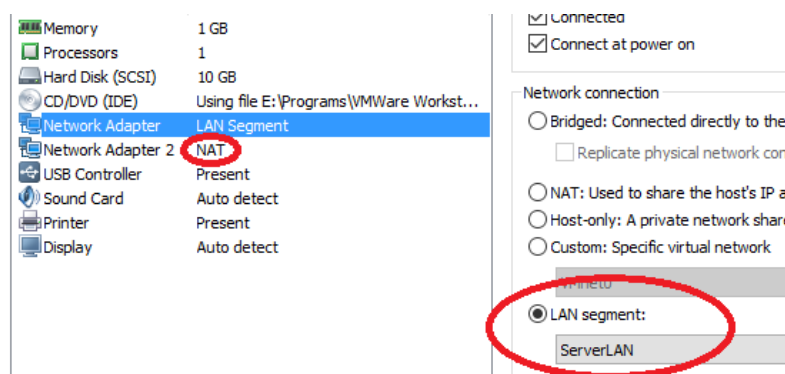 Memory 1 GB
Processors 1
Hard Disk (SCSI) 10 GB
CD/DVD (IDE) Using file E:\Programs\VMWare Workst...
Network Adapter LAN Segment
Network Adapter 2 NAT
USB Controller Present
Sound Card Auto detect
Printer Present
Display Auto detect
Connected
Connect at power on
Network connection
Bridged: Connected directly to the
Replicate physical network con
NAT: Used to share the host's IP a
Host-only: A private network shar
Custom: Specific virtual network
VMnet0
LAN segment:
ServerLAN